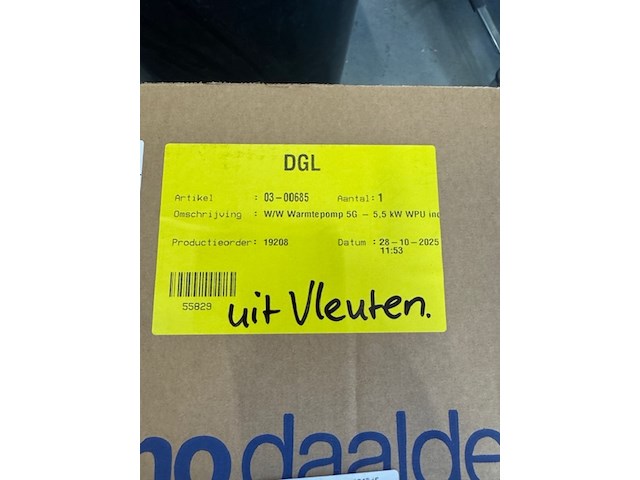 DGL
Artikel : 03-00685 Aantal : 1
Omschrijving : W/W Warmtepomp 5G - 5,5 kW WPU
Productieorder: 19208 Datum : 28-10-2025
11:53
55829
uit Vleuten.
daalde